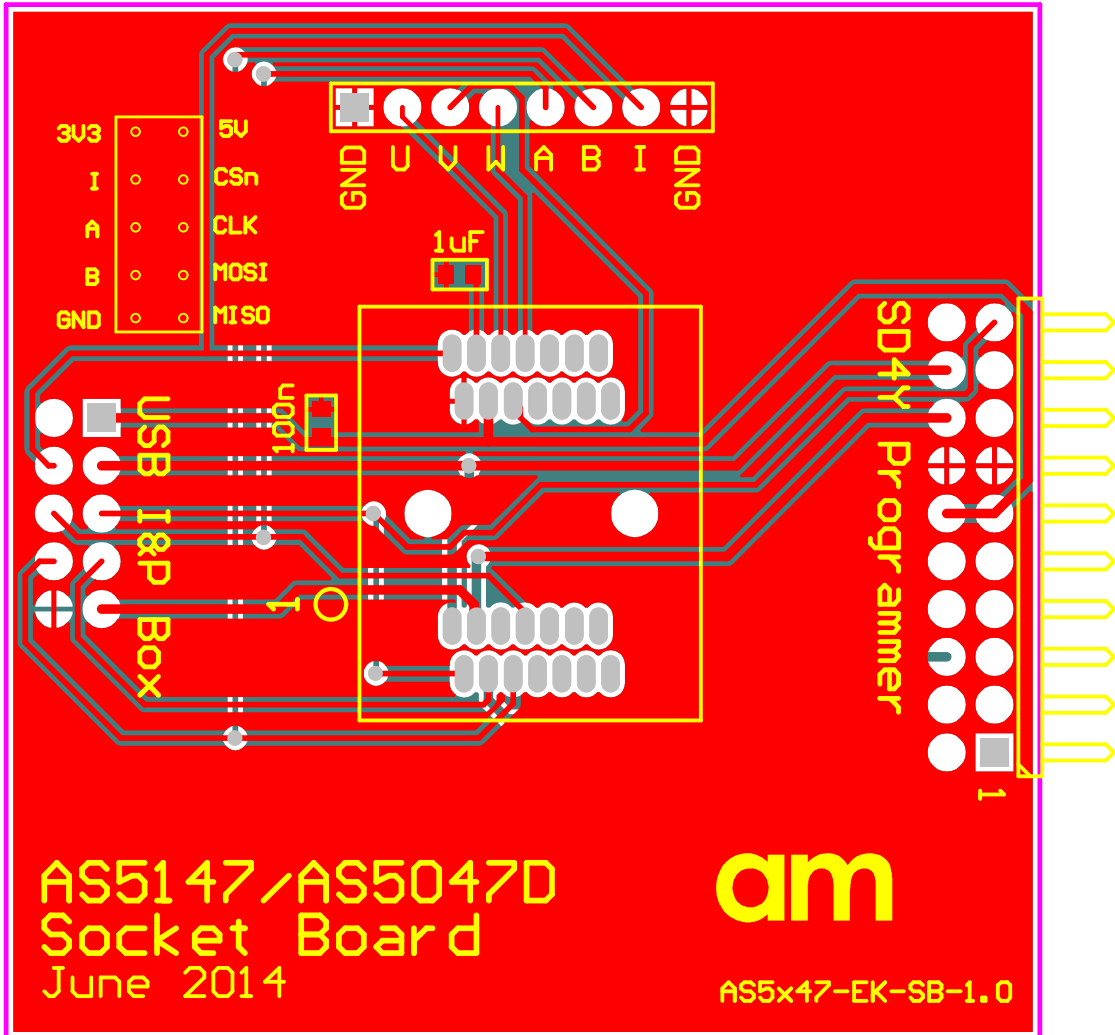 3V3 5V
I CSn
A CLK
B MOSI
GND MISO
GND U V W A B I GND
1uF
100n
USB I&P Box
1
SD4Y Programmer
1
AS5147/AS5047D
Socket Board
June 2014
am
AS5x47-EK-SB-1.0